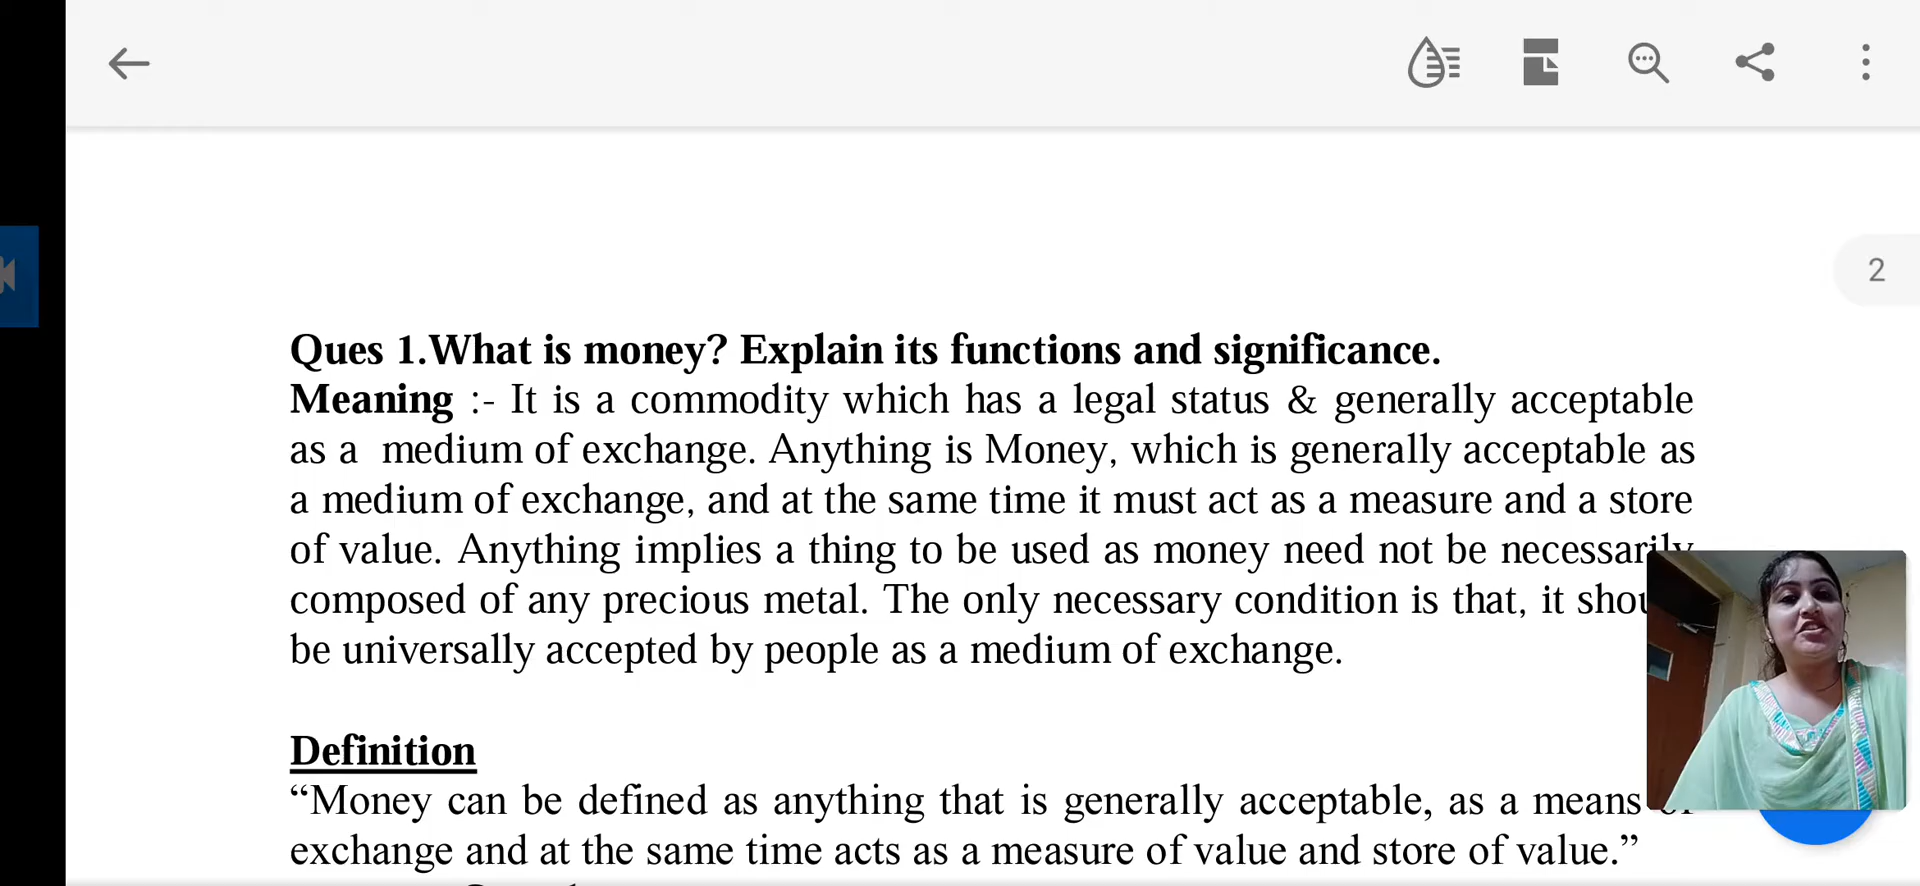 2
Ques 1.What is money? Explain its functions and significance.
Meaning :- It is a commodity which has a legal status & generally acceptable
as a medium of exchange. Anything is Money, which is generally acceptable as
a medium of exchange, and at the same time it must act as a measure and a store
of value. Anything implies a thing to be used as money need not be necessarily
composed of any precious metal. The only necessary condition is that, it
be universally accepted by people as a medium of exchange.
Definition
“Money can be defined as anything that is generally acceptable, as a means of
exchange and at the same time acts as a measure of value and store of value.”